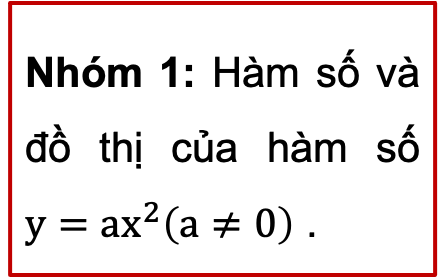 Nhóm 1: Hàm số và
đồ thị của hàm số
y = ax²(a ≠ 0) .